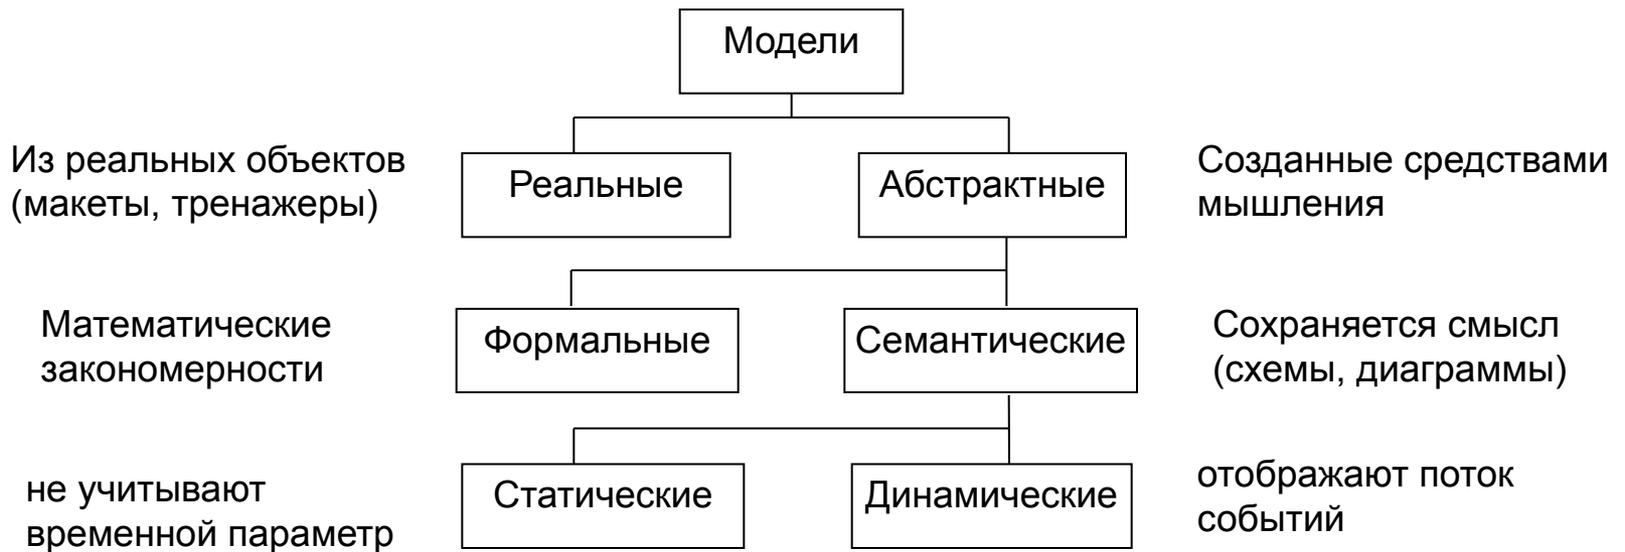 Модели
Из реальных объектов
(макеты, тренажеры)
Реальные
Абстрактные
Созданные средствами
мышления
Математические
закономерности
Формальные
Семантические
Сохраняется смысл
(схемы, диаграммы)
не учитывают
временной параметр
Статические
Динамические
отображают поток
событий